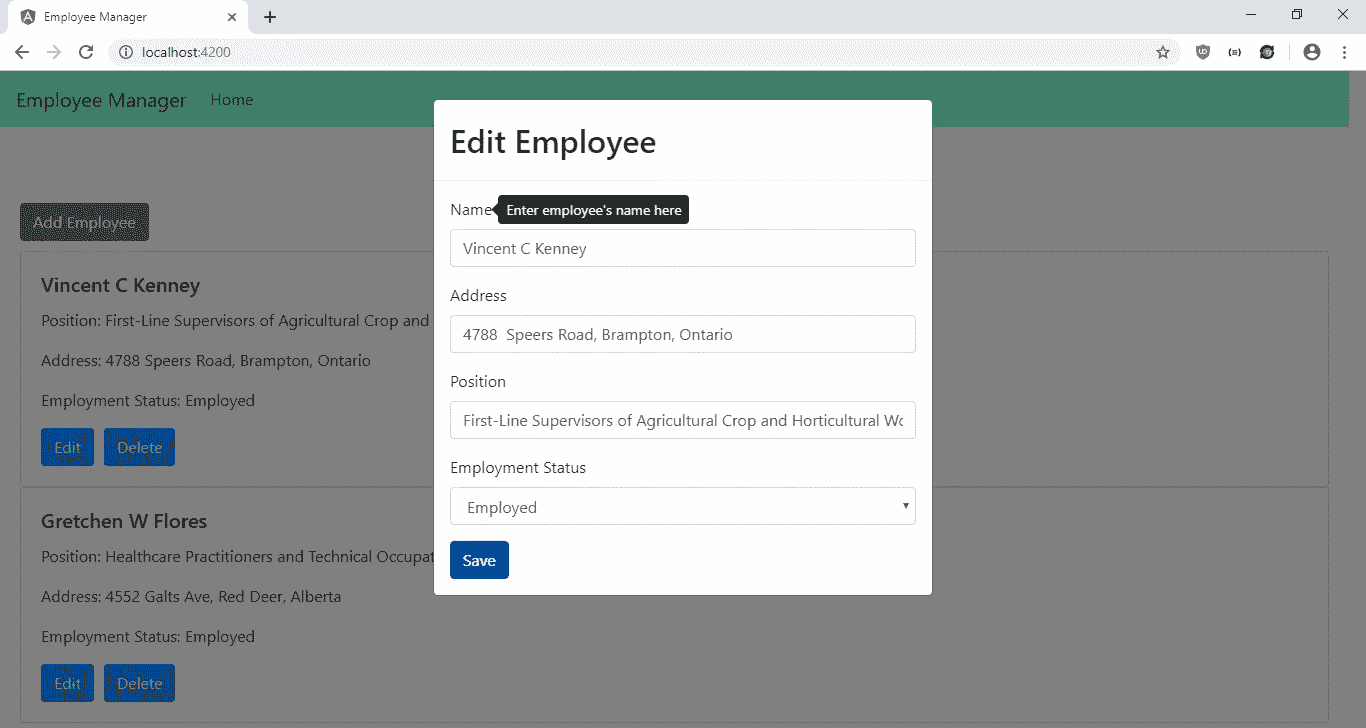 Employee Manager
localhost:4200
Employee Manager Home
Add Employee
Vincent C Kenney
Position: First-Line Supervisors of Agricultural Crop and
Address: 4788 Speers Road, Brampton, Ontario
Employment Status: Employed
Edit Delete
Gretchen W Flores
Position: Healthcare Practitioners and Technical
Address: 4552 Galts Ave, Red Deer, Alberta
Employment Status: Employed
Edit Delete
Edit Employee
Name Enter employee's name here
Vincent C Kenney
Address
4788  Speers Road, Brampton, Ontario
Position
First-Line Supervisors of Agricultural Crop and Horticultural
Employment Status
Employed
Save